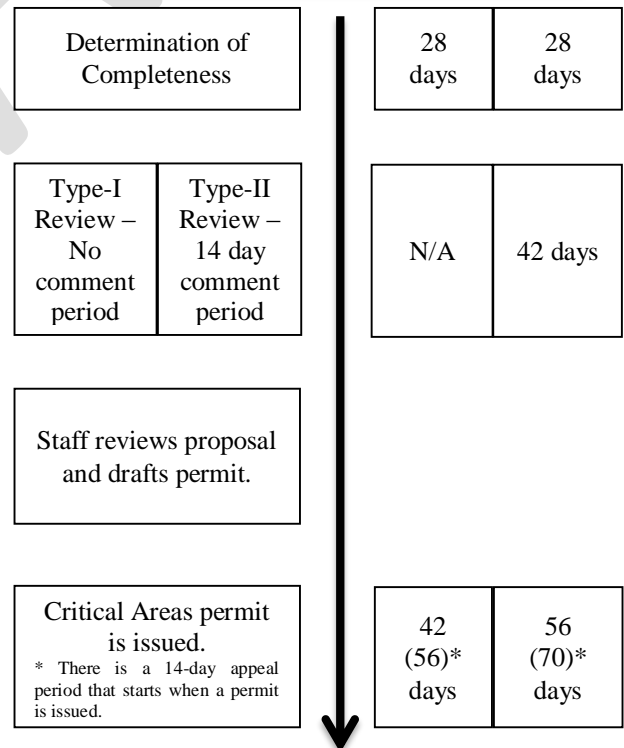 Determination of
Completeness
28
days
28
days
Type-I
Review –
No
comment
period
Type-II
Review –
14 day
comment
period
N/A
42 days
Staff reviews proposal
and drafts permit.
Critical Areas permit
is issued.
* There is a 14-day appeal
period that starts when a permit
is issued.
42
(56)*
days
56
(70)*
days